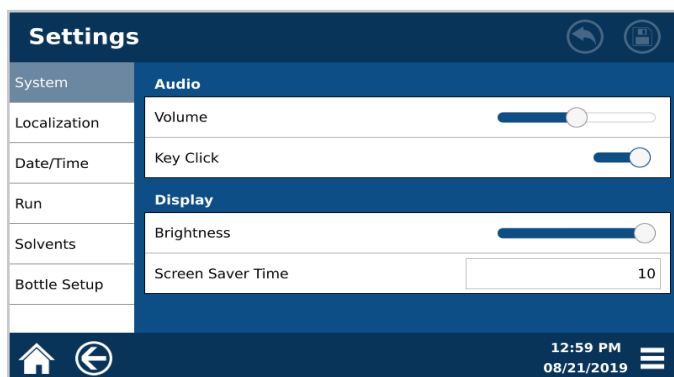 Settings
System
Localization
Date/Time
Run
Solvents
Bottle Setup
Audio
Volume
Key Click
Display
Brightness
Screen Saver Time 10
12:59 PM
08/21/2019